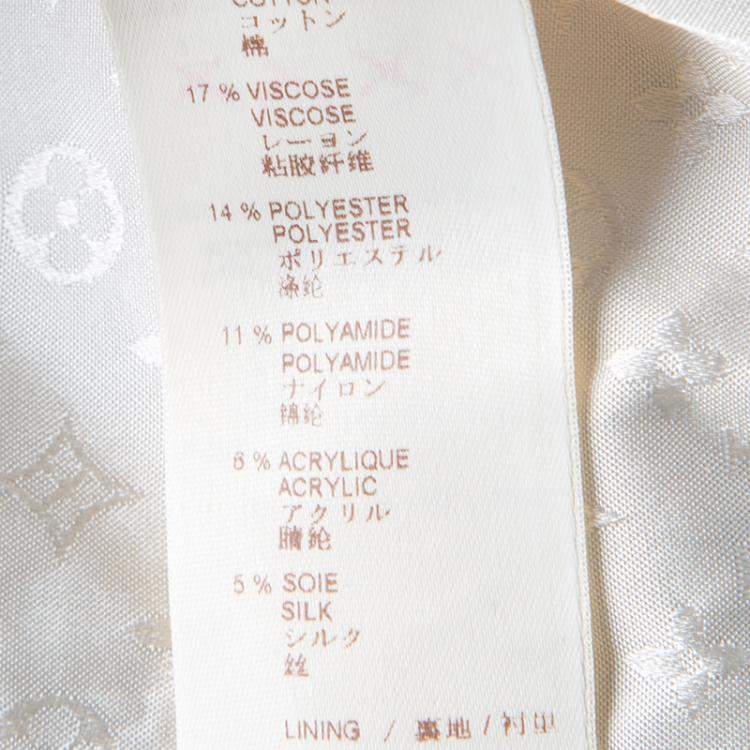 COTTON
コットン
棉
17 % VISCOSE
VISCOSE
レーヨン
粘胶纤维
14 % POLYESTER
POLYESTER
ポリエステル
涤纶
11 % POLYAMIDE
POLYAMIDE
ナイロン
锦纶
6 % ACRYLIQUE
ACRYLIC
アクリル
腈纶
5 % SOIE
SILK
シルク
丝
LINING / 裏地 / 衬里